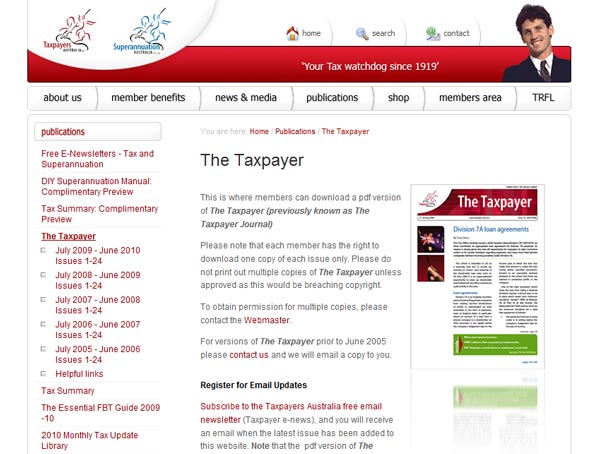 Taxpayers
AUSTRALIA
Superannuation
AUSTRALIA
home
search
contact
'Your Tax watchdog since 1919'
about us
member benefits
news & media
publications
shop
members area
TRFL
publications
Free E-Newsletters - Tax and
Superannuation
DIY Superannuation Manual:
Complimentary Preview
Tax Summary: Complimentary
Preview
The Taxpayer
July 2009 - June 2010
Issues 1-24
July 2008 - June 2009
Issues 1-24
July 2007 - June 2008
Issues 1-24
July 2006 - June 2007
Issues 1-24
July 2005 - June 2006
Issues 1-24
Helpful links
Tax Summary
The Essential FBT Guide 2009
-10
2010 Monthly Tax Update
Library
You are here: Home / Publications / The Taxpayer
The Taxpayer
This is where members can download a pdf version
of The Taxpayer (previously known as The
Taxpayer Journal)
Please note that each member has the right to
download one copy of each issue only. Please do
not print out multiple copies of The Taxpayer unless
approved as this would be breaching copyright.
To obtain permission for multiple copies, please
contact the Webmaster.
For versions of The Taxpayer prior to June 2005
please contact us and we will email a copy to you.
Register for Email Updates
Subscribe to the Taxpayers Australia free email
newsletter (Taxpayer e-news), and you will receive
an email when the latest issue has been added to
this website. Note that the pdf version of The
The Taxpayer
Division 7A loan agreements